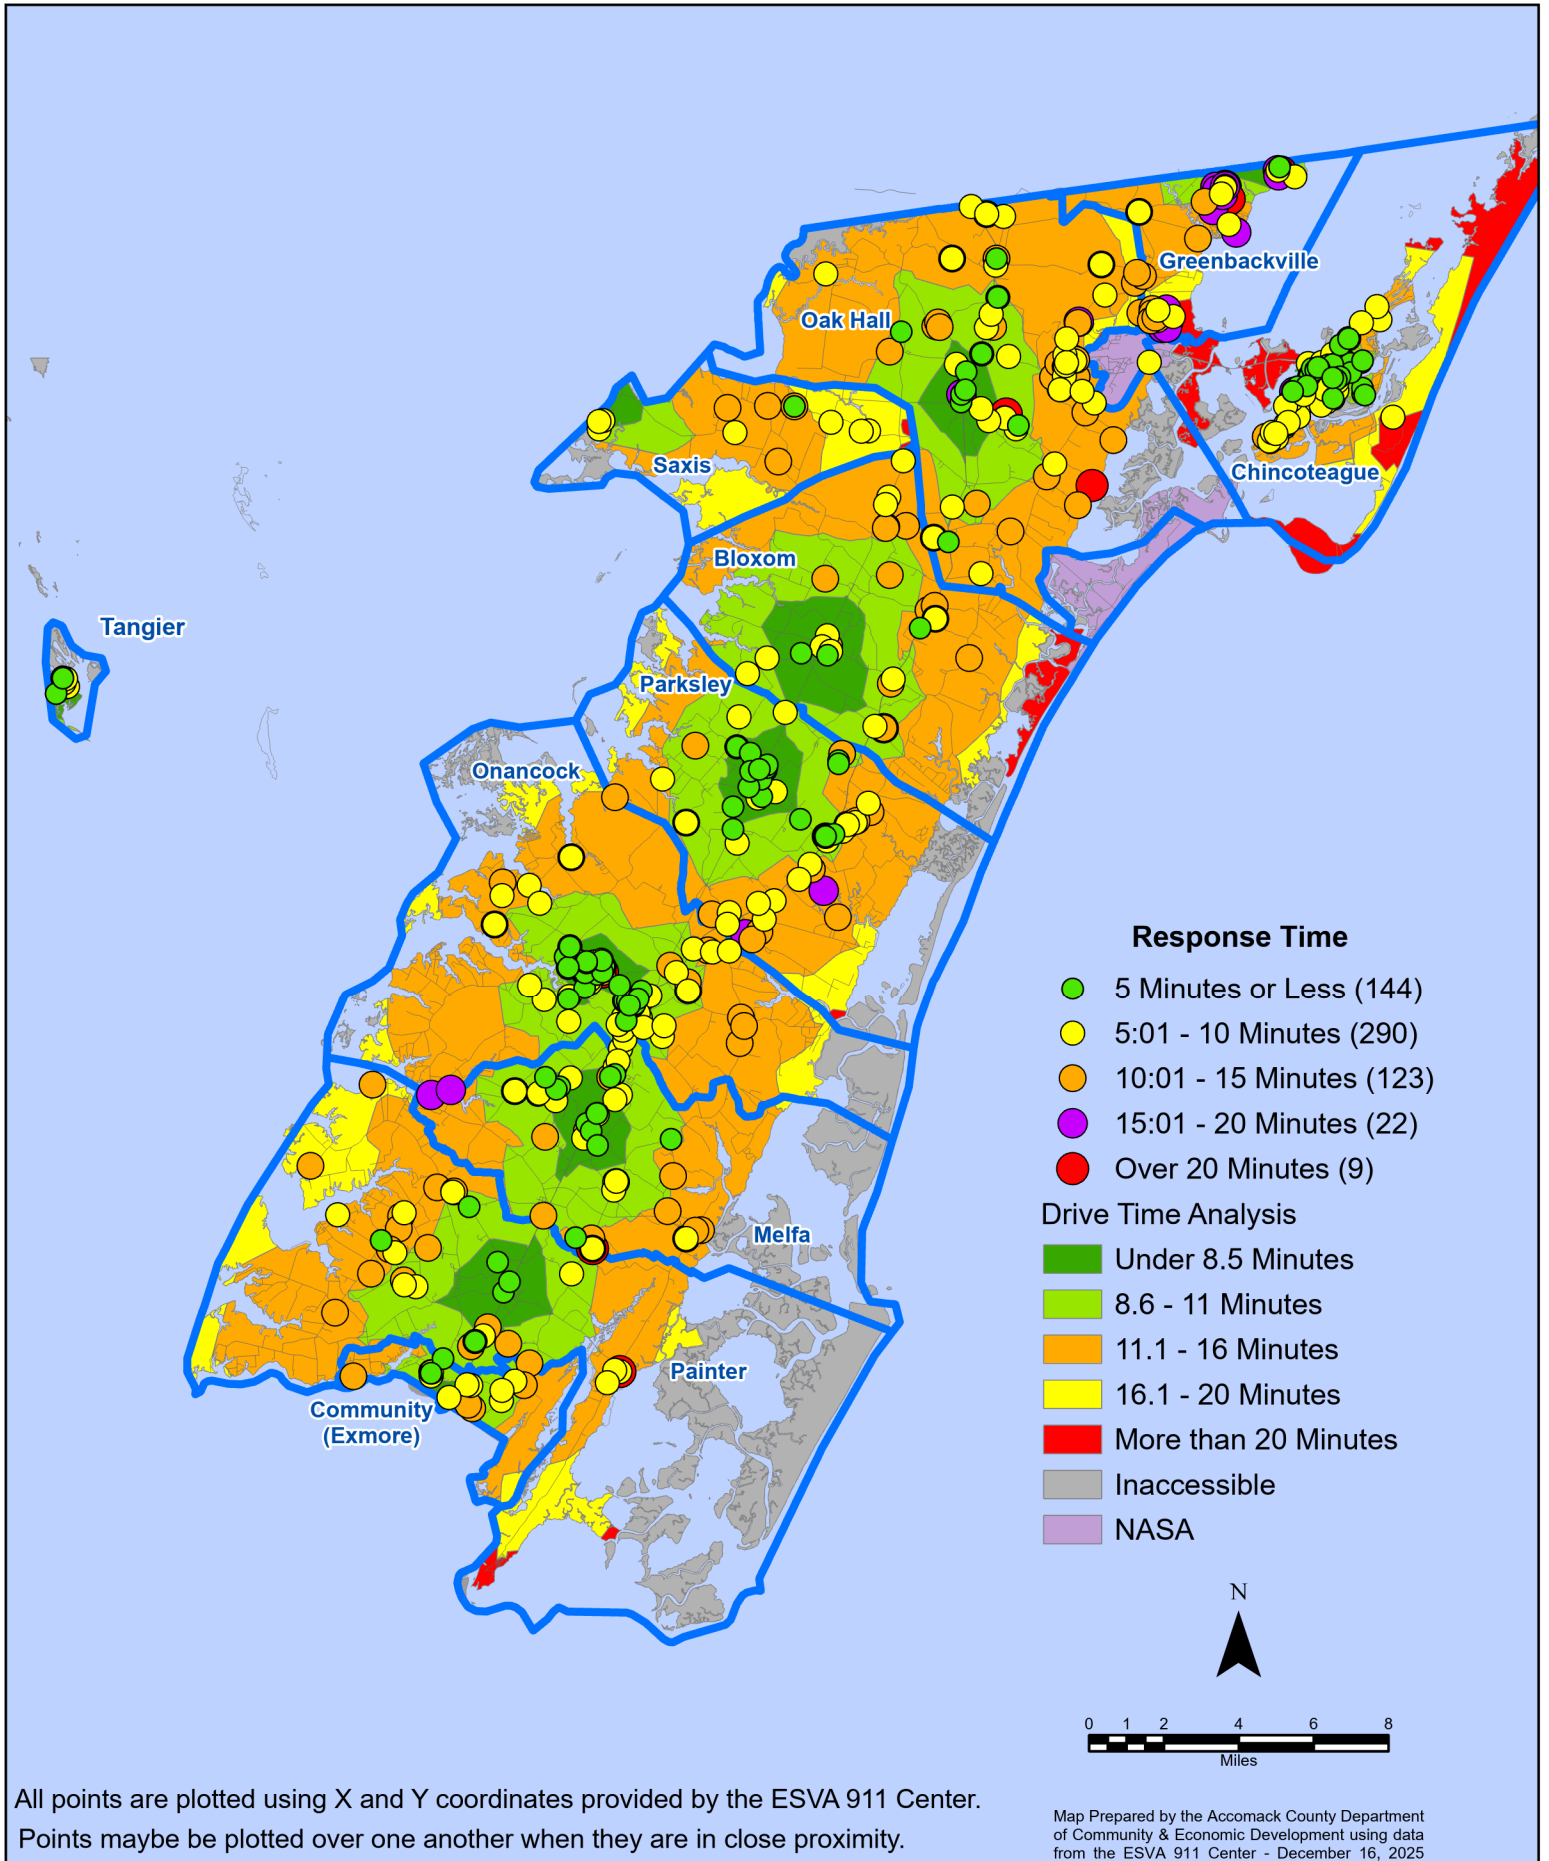 Greenbackville
Oak Hall
Saxis
Chincoteague
Bloxom
Tangier
Parksley
Onancock
Melfa
Painter
Community
(Exmore)
Response Time
5 Minutes or Less (144)
5:01 - 10 Minutes (290)
10:01 - 15 Minutes (123)
15:01 - 20 Minutes (22)
Over 20 Minutes (9)
Drive Time Analysis
Under 8.5 Minutes
8.6 - 11 Minutes
11.1 - 16 Minutes
16.1 - 20 Minutes
More than 20 Minutes
Inaccessible
NASA
N
0 1 2 4 6 8
Miles
All points are plotted using X and Y coordinates provided by the ESVA 911 Center.
Points maybe be plotted over one another when they are in close proximity.
Map Prepared by the Accomack County Department
of Community & Economic Development using data
from the ESVA 911 Center - December 16, 2025